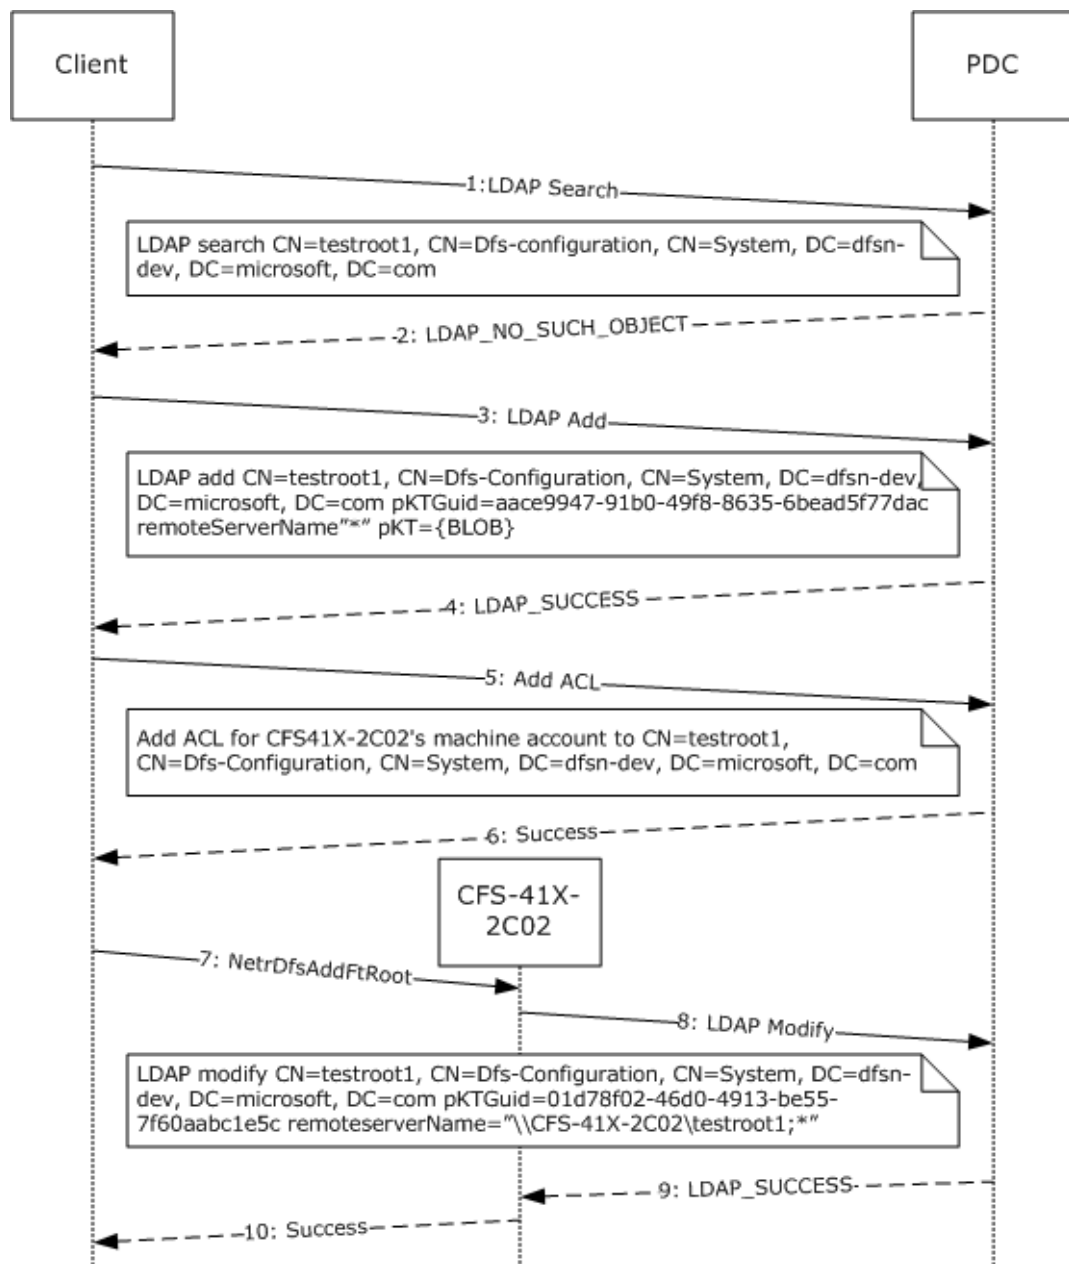 Client
PDC
1:LDAP Search
LDAP search CN=testroot1, CN=Dfs-configuration, CN=System, DC=dfsn-
dev, DC=microsoft, DC=com
2: LDAP_NO_SUCH_OBJECT
3: LDAP Add
LDAP add CN=testroot1, CN=Dfs-Configuration, CN=System, DC=dfsn-dev,
DC=microsoft, DC=com pKTGuid=aace9947-91b0-49f8-8635-6bead5f77dac
remoteServerName”*” pKT={BLOB}
4: LDAP_SUCCESS
5: Add ACL
Add ACL for CFS41X-2C02's machine account to CN=testroot1,
CN=Dfs-Configuration, CN=System, DC=dfsn-dev, DC=microsoft, DC=com
6: Success
CFS-41X-
2C02
7: NetrDfsAddFtRoot
8: LDAP Modify
LDAP modify CN=testroot1, CN=Dfs-Configuration, CN=System, DC=dfsn-
dev, DC=microsoft, DC=com pKTGuid=01d78f02-46d0-4913-be55-
7f60aabc1e5c remoteserverName=”\\CFS-41X-2C02\testroot1;*”
9: LDAP_SUCCESS
10: Success